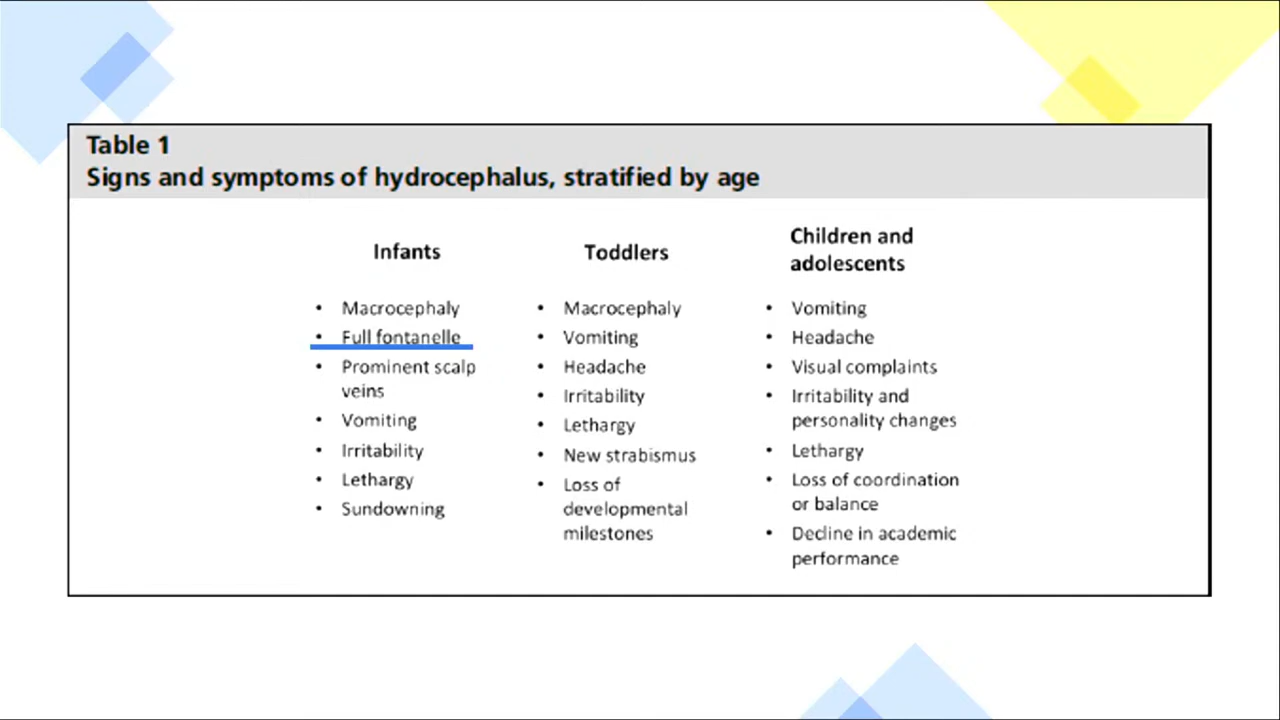 Table 1
Signs and symptoms of hydrocephalus, stratified by age
Infants
• Macrocephaly
• Full fontanelle
• Prominent scalp
veins
• Vomiting
• Irritability
• Lethargy
• Sundowning
Toddlers
• Macrocephaly
• Vomiting
• Headache
• Irritability
• Lethargy
• New strabismus
• Loss of
developmental
milestones
Children and
adolescents
• Vomiting
• Headache
• Visual complaints
• Irritability and
personality changes
• Lethargy
• Loss of coordination
or balance
• Decline in academic
performance